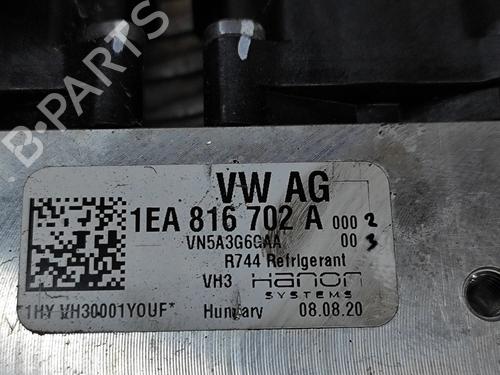 B-PARTS
VW AG
1EA 816 702 A 000 2
VN5A3G6GAA 00 3
R744 Refrigerant
VH3 Hanon
SYSTEMS
*1HY VH30001YOUF* Hungary 08.08.20